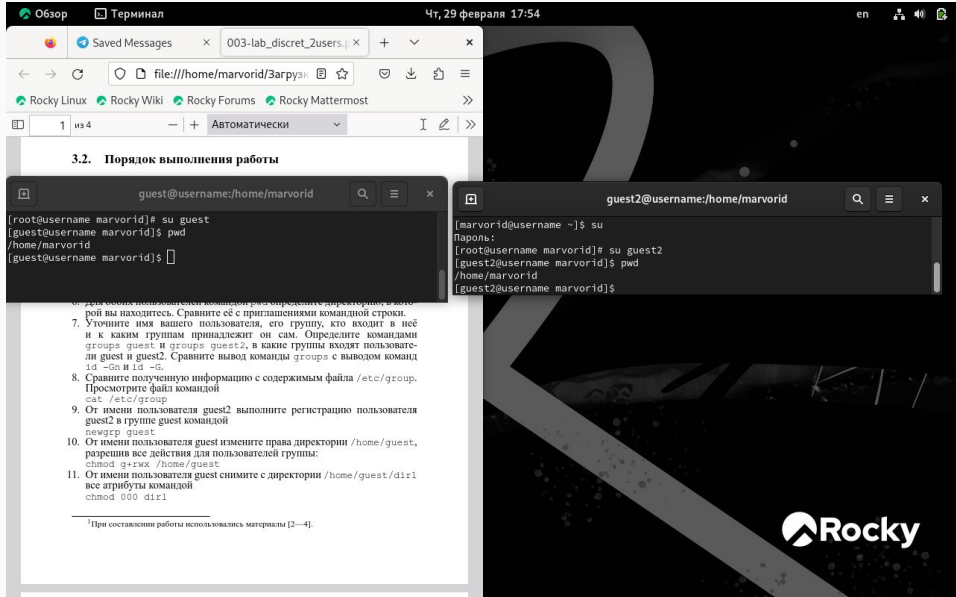 Обзор
Терминал
Чт, 29 февраля 17:54
en
Saved Messages
003-lab_discret_2users.p
file:///home/marvorid/Загрузк
Rocky Linux
Rocky Wiki
Rocky Forums
Rocky Mattermost
1 из 4
Автоматически
3.2. Порядок выполнения работы
guest@username:/home/marvorid
[root@username marvorid]# su guest
[guest@username marvorid]$ pwd
/home/marvorid
[guest@username marvorid]$
guest2@username:/home/marvorid
[marvorid@username ~]$ su
Пароль:
[root@username marvorid]# su guest2
[guest2@username marvorid]$ pwd
/home/marvorid
[guest2@username marvorid]$
6. Для обоих пользователей командой pwd определите директорию, в кото-
рой вы находитесь. Сравните её с приглашениями командной строки.
7. Уточните имя вашего пользователя, его группу, кто входит в неё
и к каким группам принадлежит он сам. Определите командами
groups guest и groups guest2, в какие группы входят пользовате-
ли guest и guest2. Сравните вывод команды groups с выводом команд
id -Gn и id -G.
8. Сравните полученную информацию с содержимым файла /etc/group.
Просмотрите файл командой
cat /etc/group
9. От имени пользователя guest2 выполните регистрацию пользователя
guest2 в группе guest командой
newgrp guest
10. От имени пользователя guest измените права директории /home/guest,
разрешив все действия для пользователей группы:
chmod g+rwx /home/guest
11. От имени пользователя guest снимите с директории /home/guest/dir1
все атрибуты командой
chmod 000 dir1
1При составлении работы использовались материалы [2—4].
Rocky